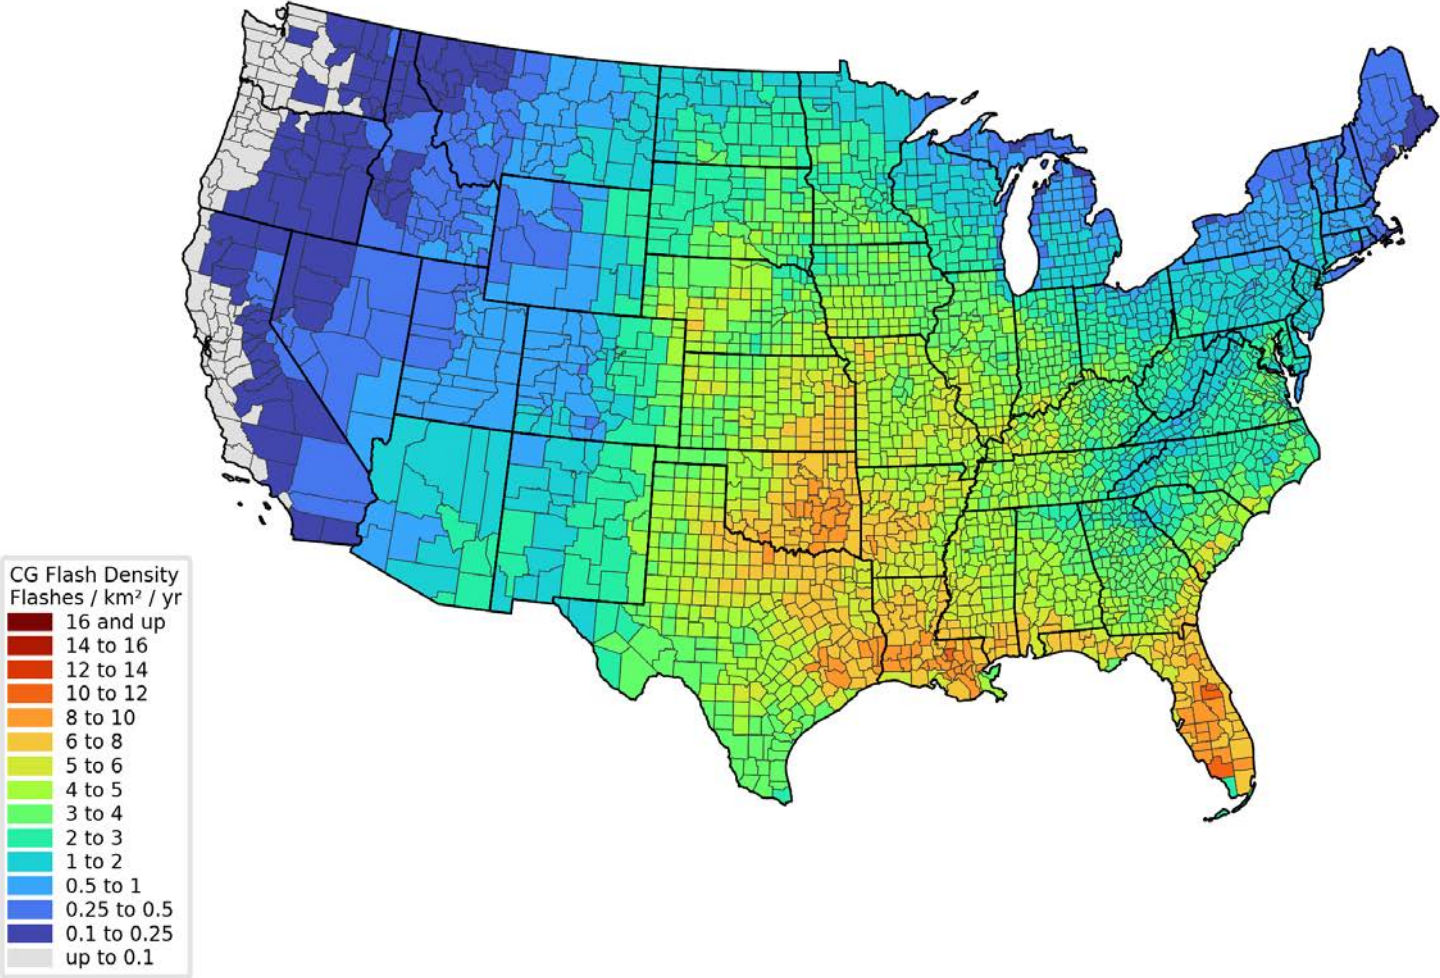 CG Flash Density
Flashes / km² / yr
16 and up
14 to 16
12 to 14
10 to 12
8 to 10
6 to 8
5 to 6
4 to 5
3 to 4
2 to 3
1 to 2
0.5 to 1
0.25 to 0.5
0.1 to 0.25
up to 0.1